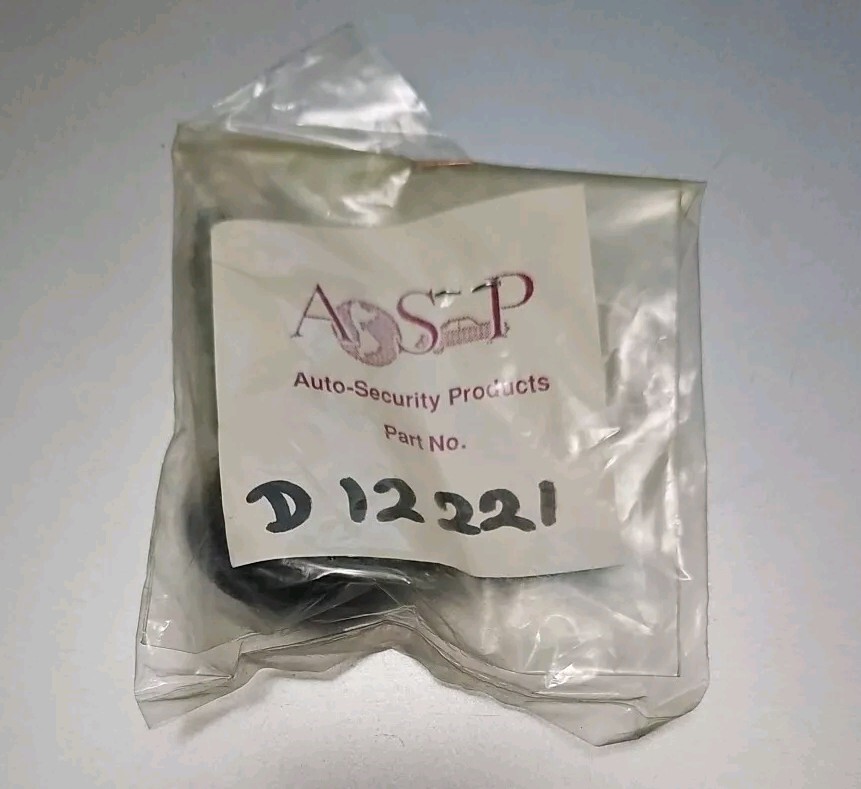 ASP
Auto-Security Products
Part No.
D 12221